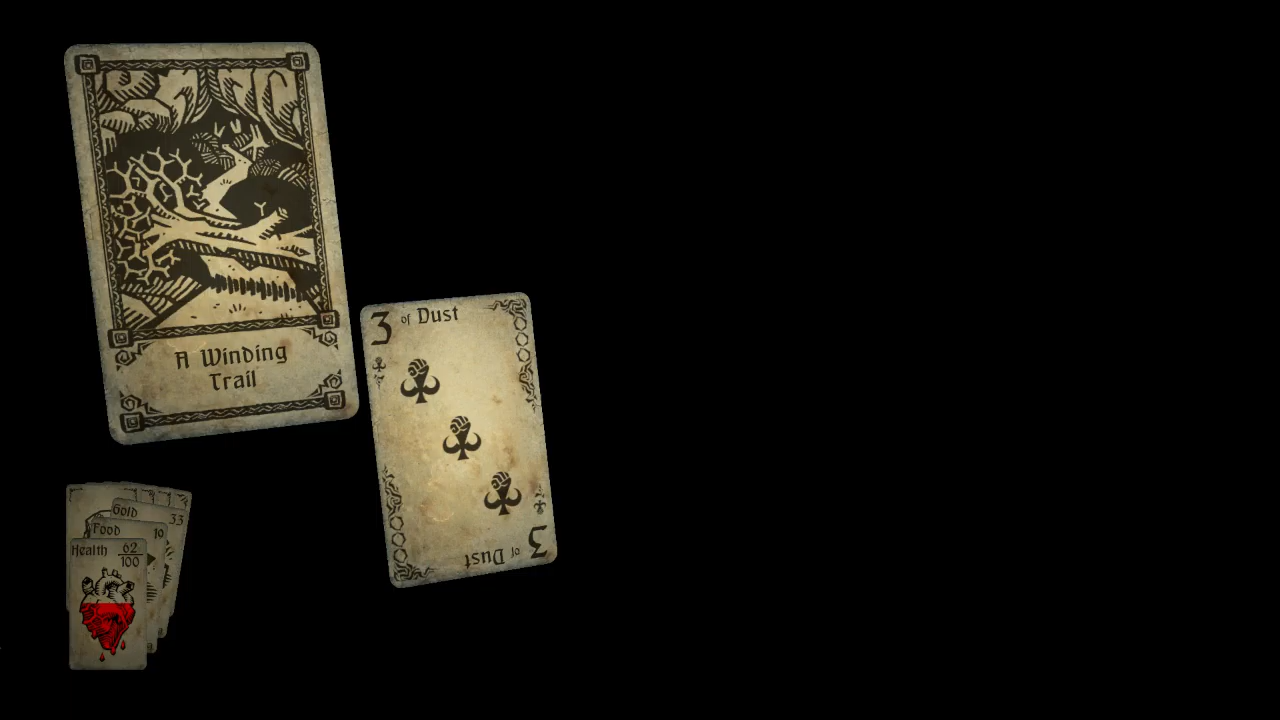 A Winding
Trail
3 of Dust
3 of Dust
Gold
33
Food
10
Health
62
100